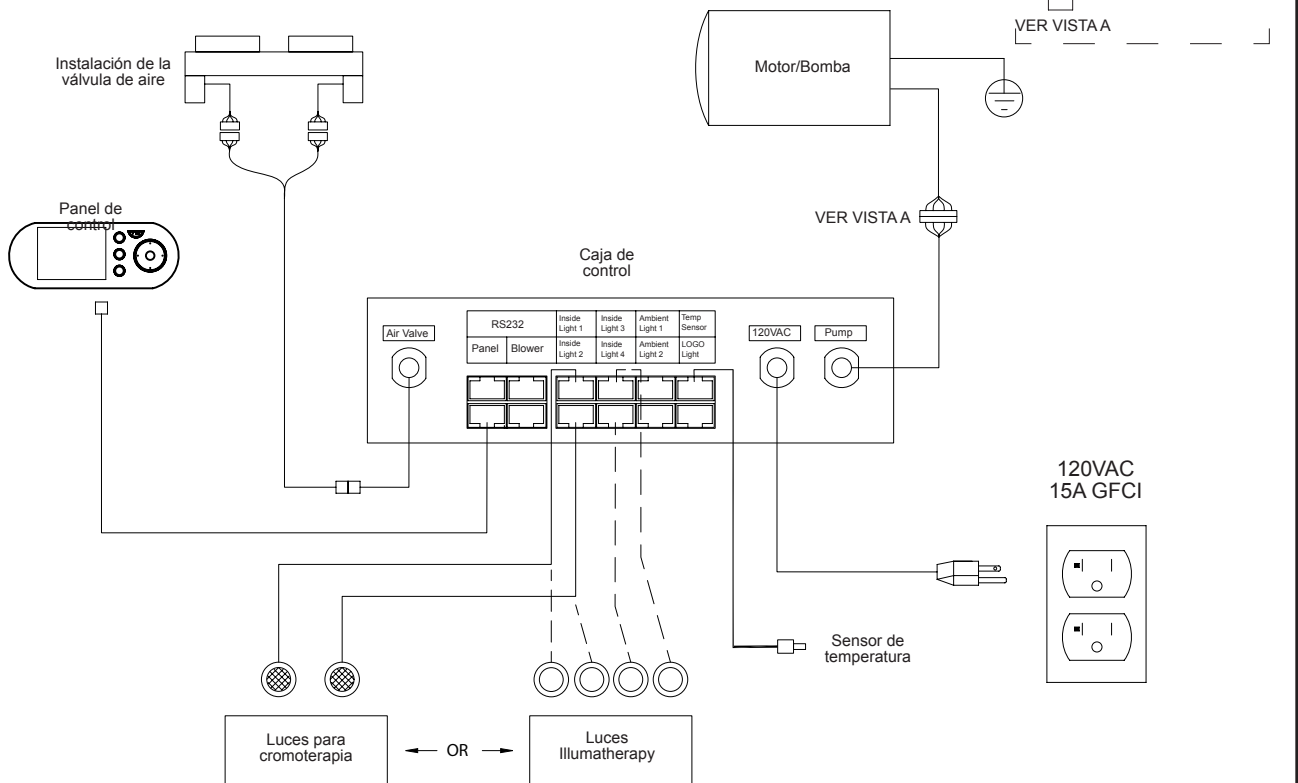 VER VISTA A
Instalación de la
válvula de aire
Motor/Bomba
Panel de
control
VER VISTA A
Caja de
control
Air Valve
RS232
Inside
Light 1
Inside
Light 3
Ambient
Light 1
Temp
Sensor
Panel
Blower
Inside
Light 2
Inside
Light 4
Ambient
Light 2
LOGO
Light
120VAC
Pump
120VAC
15A GFCI
Sensor de
temperatura
Luces para
cromoterapia
OR
Luces
Illumatherapy